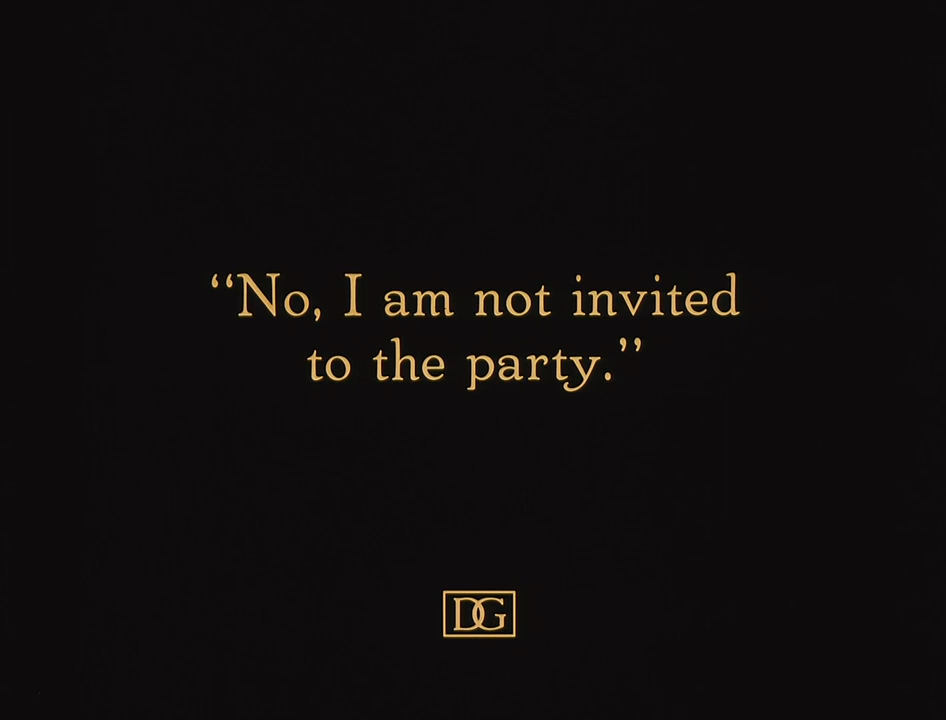 “No, I am not invited
to the party.”
DG